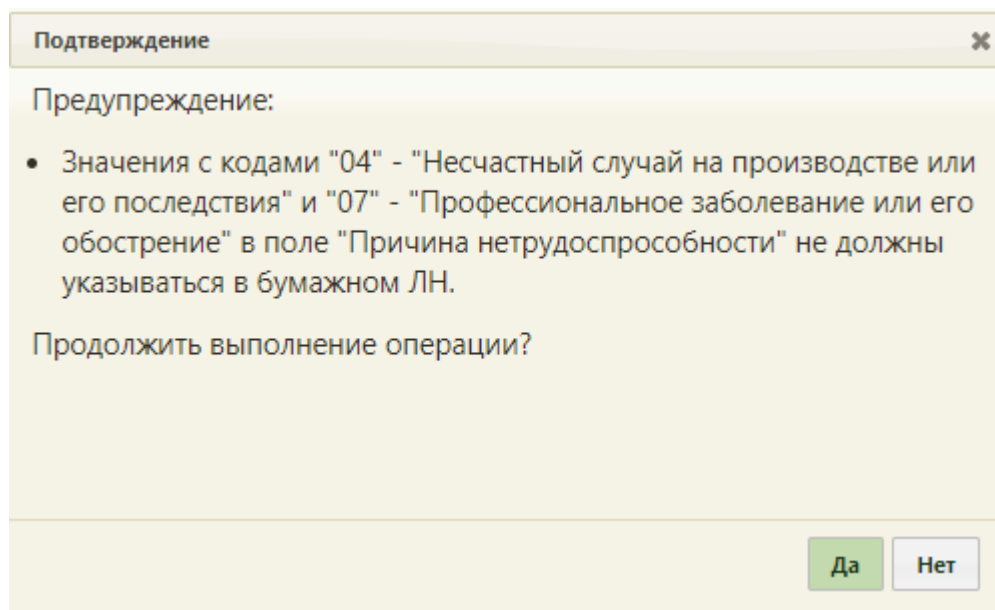 Подтверждение
Предупреждение:
• Значения с кодами "04" - "Несчастный случай на производстве или
его последствия" и "07" - "Профессиональное заболевание или его
обострение" в поле "Причина нетрудоспрособности" не должны
указываться в бумажном ЛН.
Продолжить выполнение операции?
Да Нет